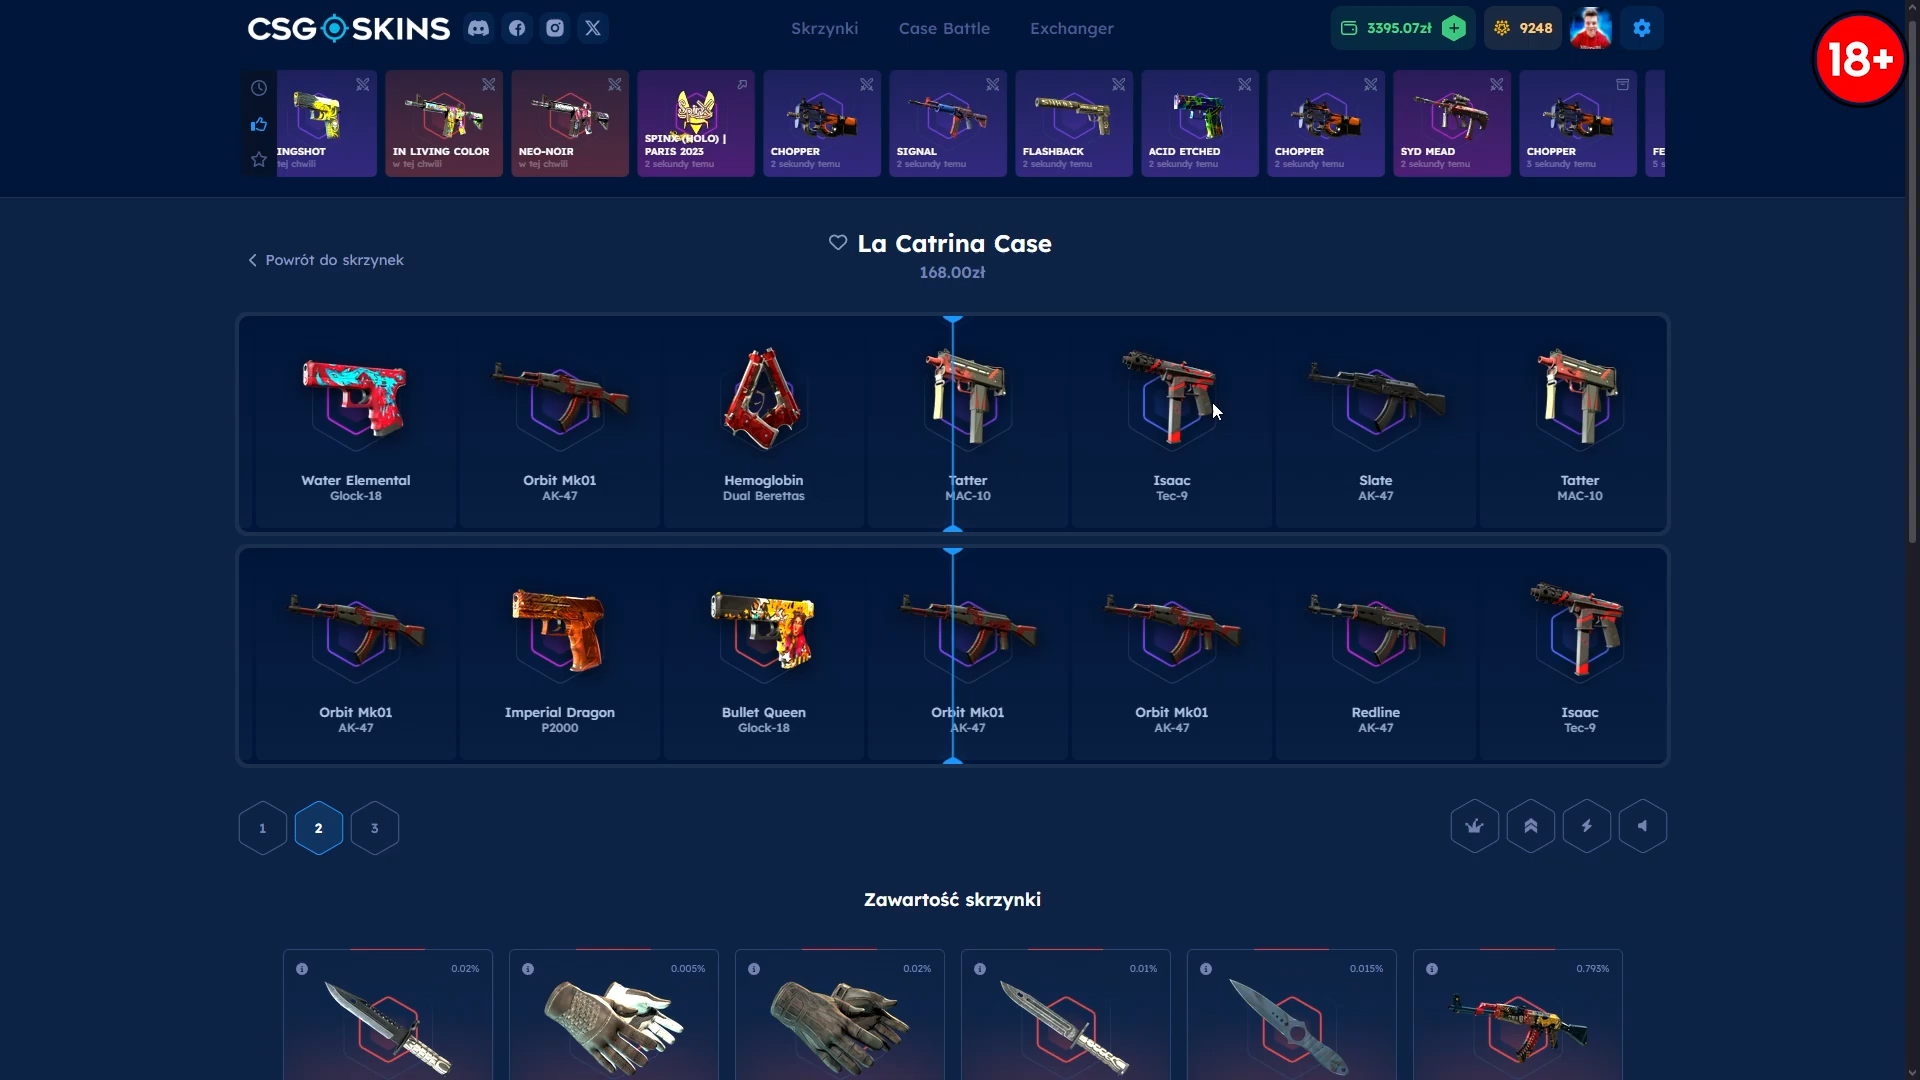 CSG SKINS
Skrzynki
Case Battle
Exchanger
3395.07zł
9248
18+
INGSHOT
tej chwili
IN LIVING COLOR
w tej chwili
NEO-NOIR
w tej chwili
SPINX (HOLO) |
PARIS 2023
2 sekundy temu
CHOPPER
2 sekundy temu
SIGNAL
2 sekundy temu
FLASHBACK
2 sekundy temu
ACID ETCHED
2 sekundy temu
CHOPPER
2 sekundy temu
SYD MEAD
2 sekundy temu
CHOPPER
3 sekundy temu
FE
5 s
Powrót do skrzynek
La Catrina Case
168.00zł
Water Elemental
Glock-18
Orbit Mk01
AK-47
Hemoglobin
Dual Berettas
Tatter
MAC-10
Isaac
Tec-9
Slate
AK-47
Tatter
MAC-10
Orbit Mk01
AK-47
Imperial Dragon
P2000
Bullet Queen
Glock-18
Orbit Mk01
AK-47
Orbit Mk01
AK-47
Redline
AK-47
Isaac
Tec-9
1
2
3
Zawartość skrzynki
0.02%
0.005%
0.02%
0.01%
0.015%
0.793%